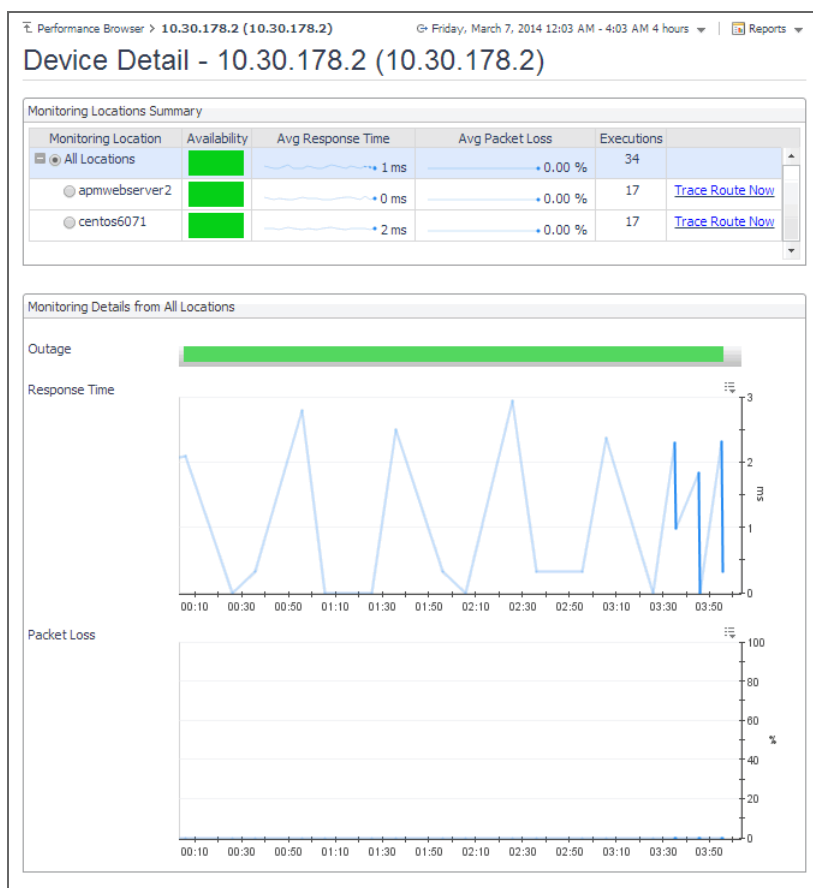 Performance Browser > 10.30.178.2 (10.30.178.2)
Friday, March 7, 2014 12:03 AM - 4:03 AM 4 hours
Reports
Device Detail - 10.30.178.2 (10.30.178.2)
Monitoring Locations Summary
Monitoring Location Availability Avg Response Time Avg Packet Loss Executions
All Locations 1 ms 0.00 % 34
apmwebserver2 0 ms 0.00 % 17 Trace Route Now
centos6071 2 ms 0.00 % 17 Trace Route Now
Monitoring Details from All Locations
Outage
Response Time
3
2
1
0
ms
00:10 00:30 00:50 01:10 01:30 01:50 02:10 02:30 02:50 03:10 03:30 03:50
Packet Loss
100
80
60
40
20
0
%
00:10 00:30 00:50 01:10 01:30 01:50 02:10 02:30 02:50 03:10 03:30 03:50